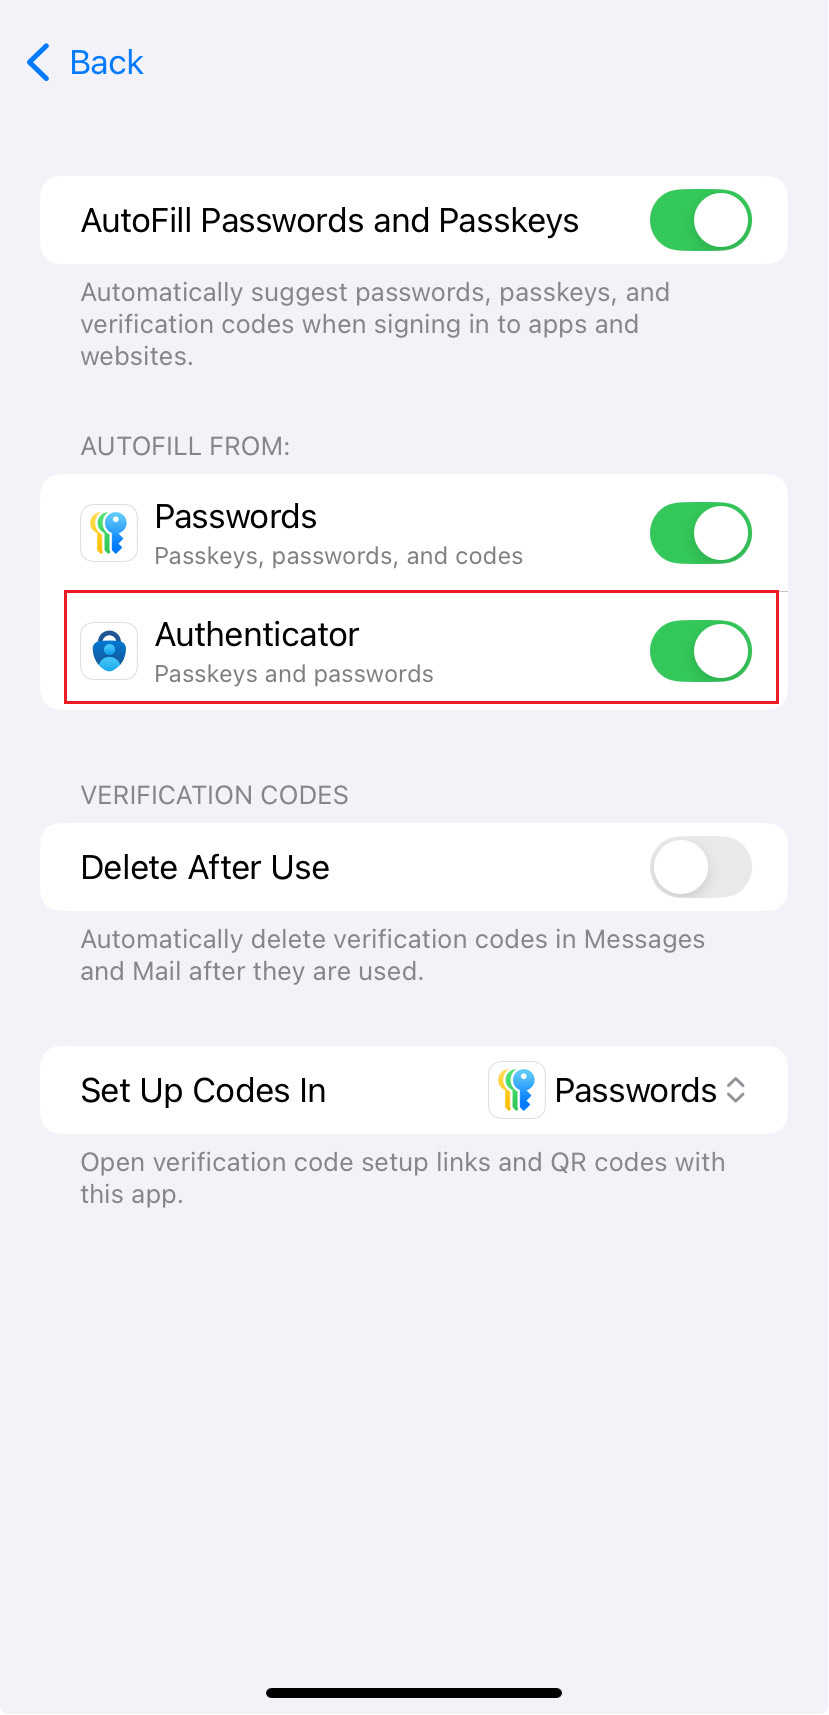 Back
AutoFill Passwords and Passkeys
Automatically suggest passwords, passkeys, and
verification codes when signing in to apps and
websites.
AUTOFILL FROM:
Passwords
Passkeys, passwords, and codes
Authenticator
Passkeys and passwords
VERIFICATION CODES
Delete After Use
Automatically delete verification codes in Messages
and Mail after they are used.
Set Up Codes In Passwords
Open verification code setup links and QR codes with
this app.